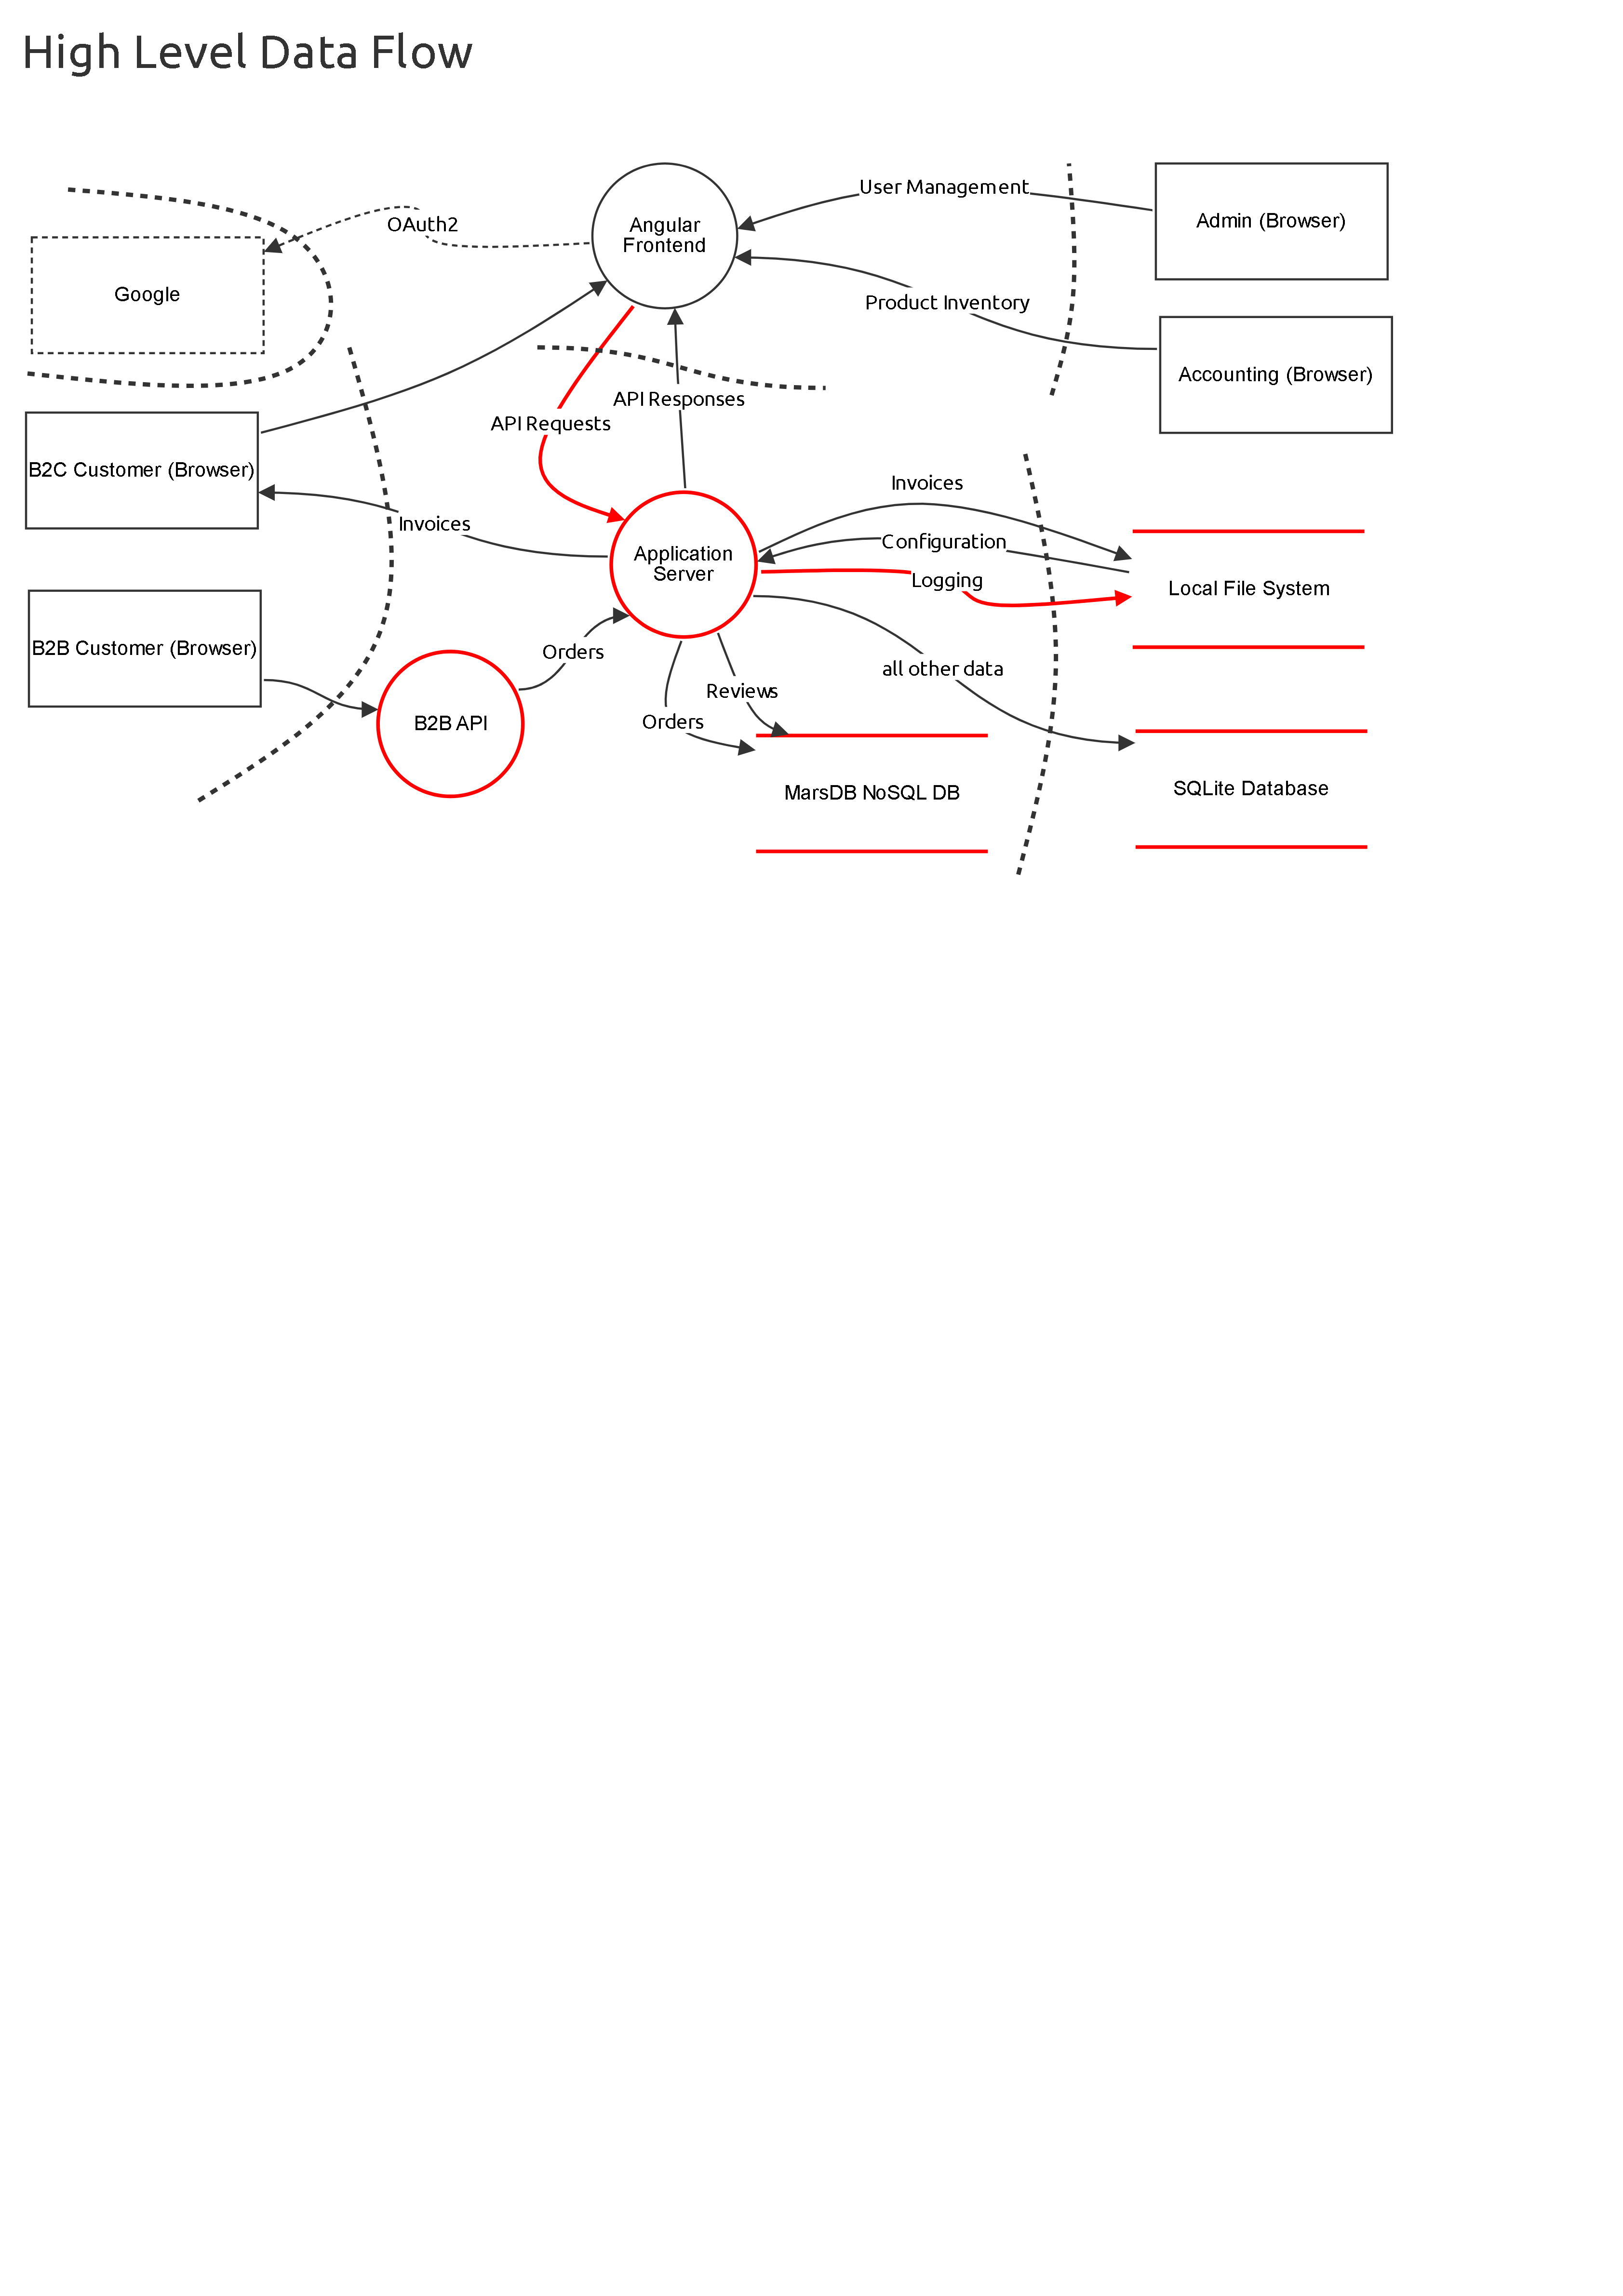 High Level Data Flow
User Management
Angular
Frontend
OAuth2
Admin (Browser)
Google
Product Inventory
Accounting (Browser)
API Responses
API Requests
B2C Customer (Browser)
Invoices
Invoices
Configuration
Application
Server
Logging
Local File System
B2B Customer (Browser)
Orders
all other data
Reviews
Orders
B2B API
MarsDB NoSQL DB
SQLite Database